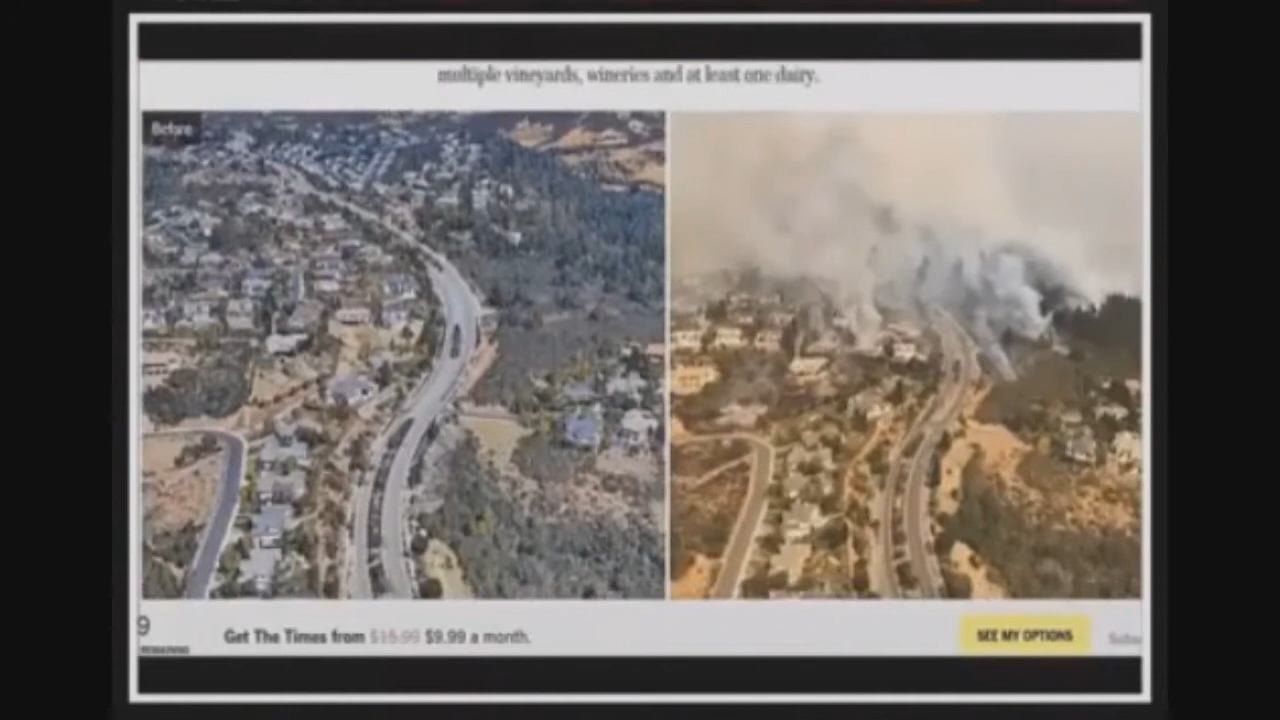 multiple vineyards, wineries and at least one dairy.
Before
9
REMAINING
Get The Times from $15.99 $9.99 a month.
SEE MY OPTIONS